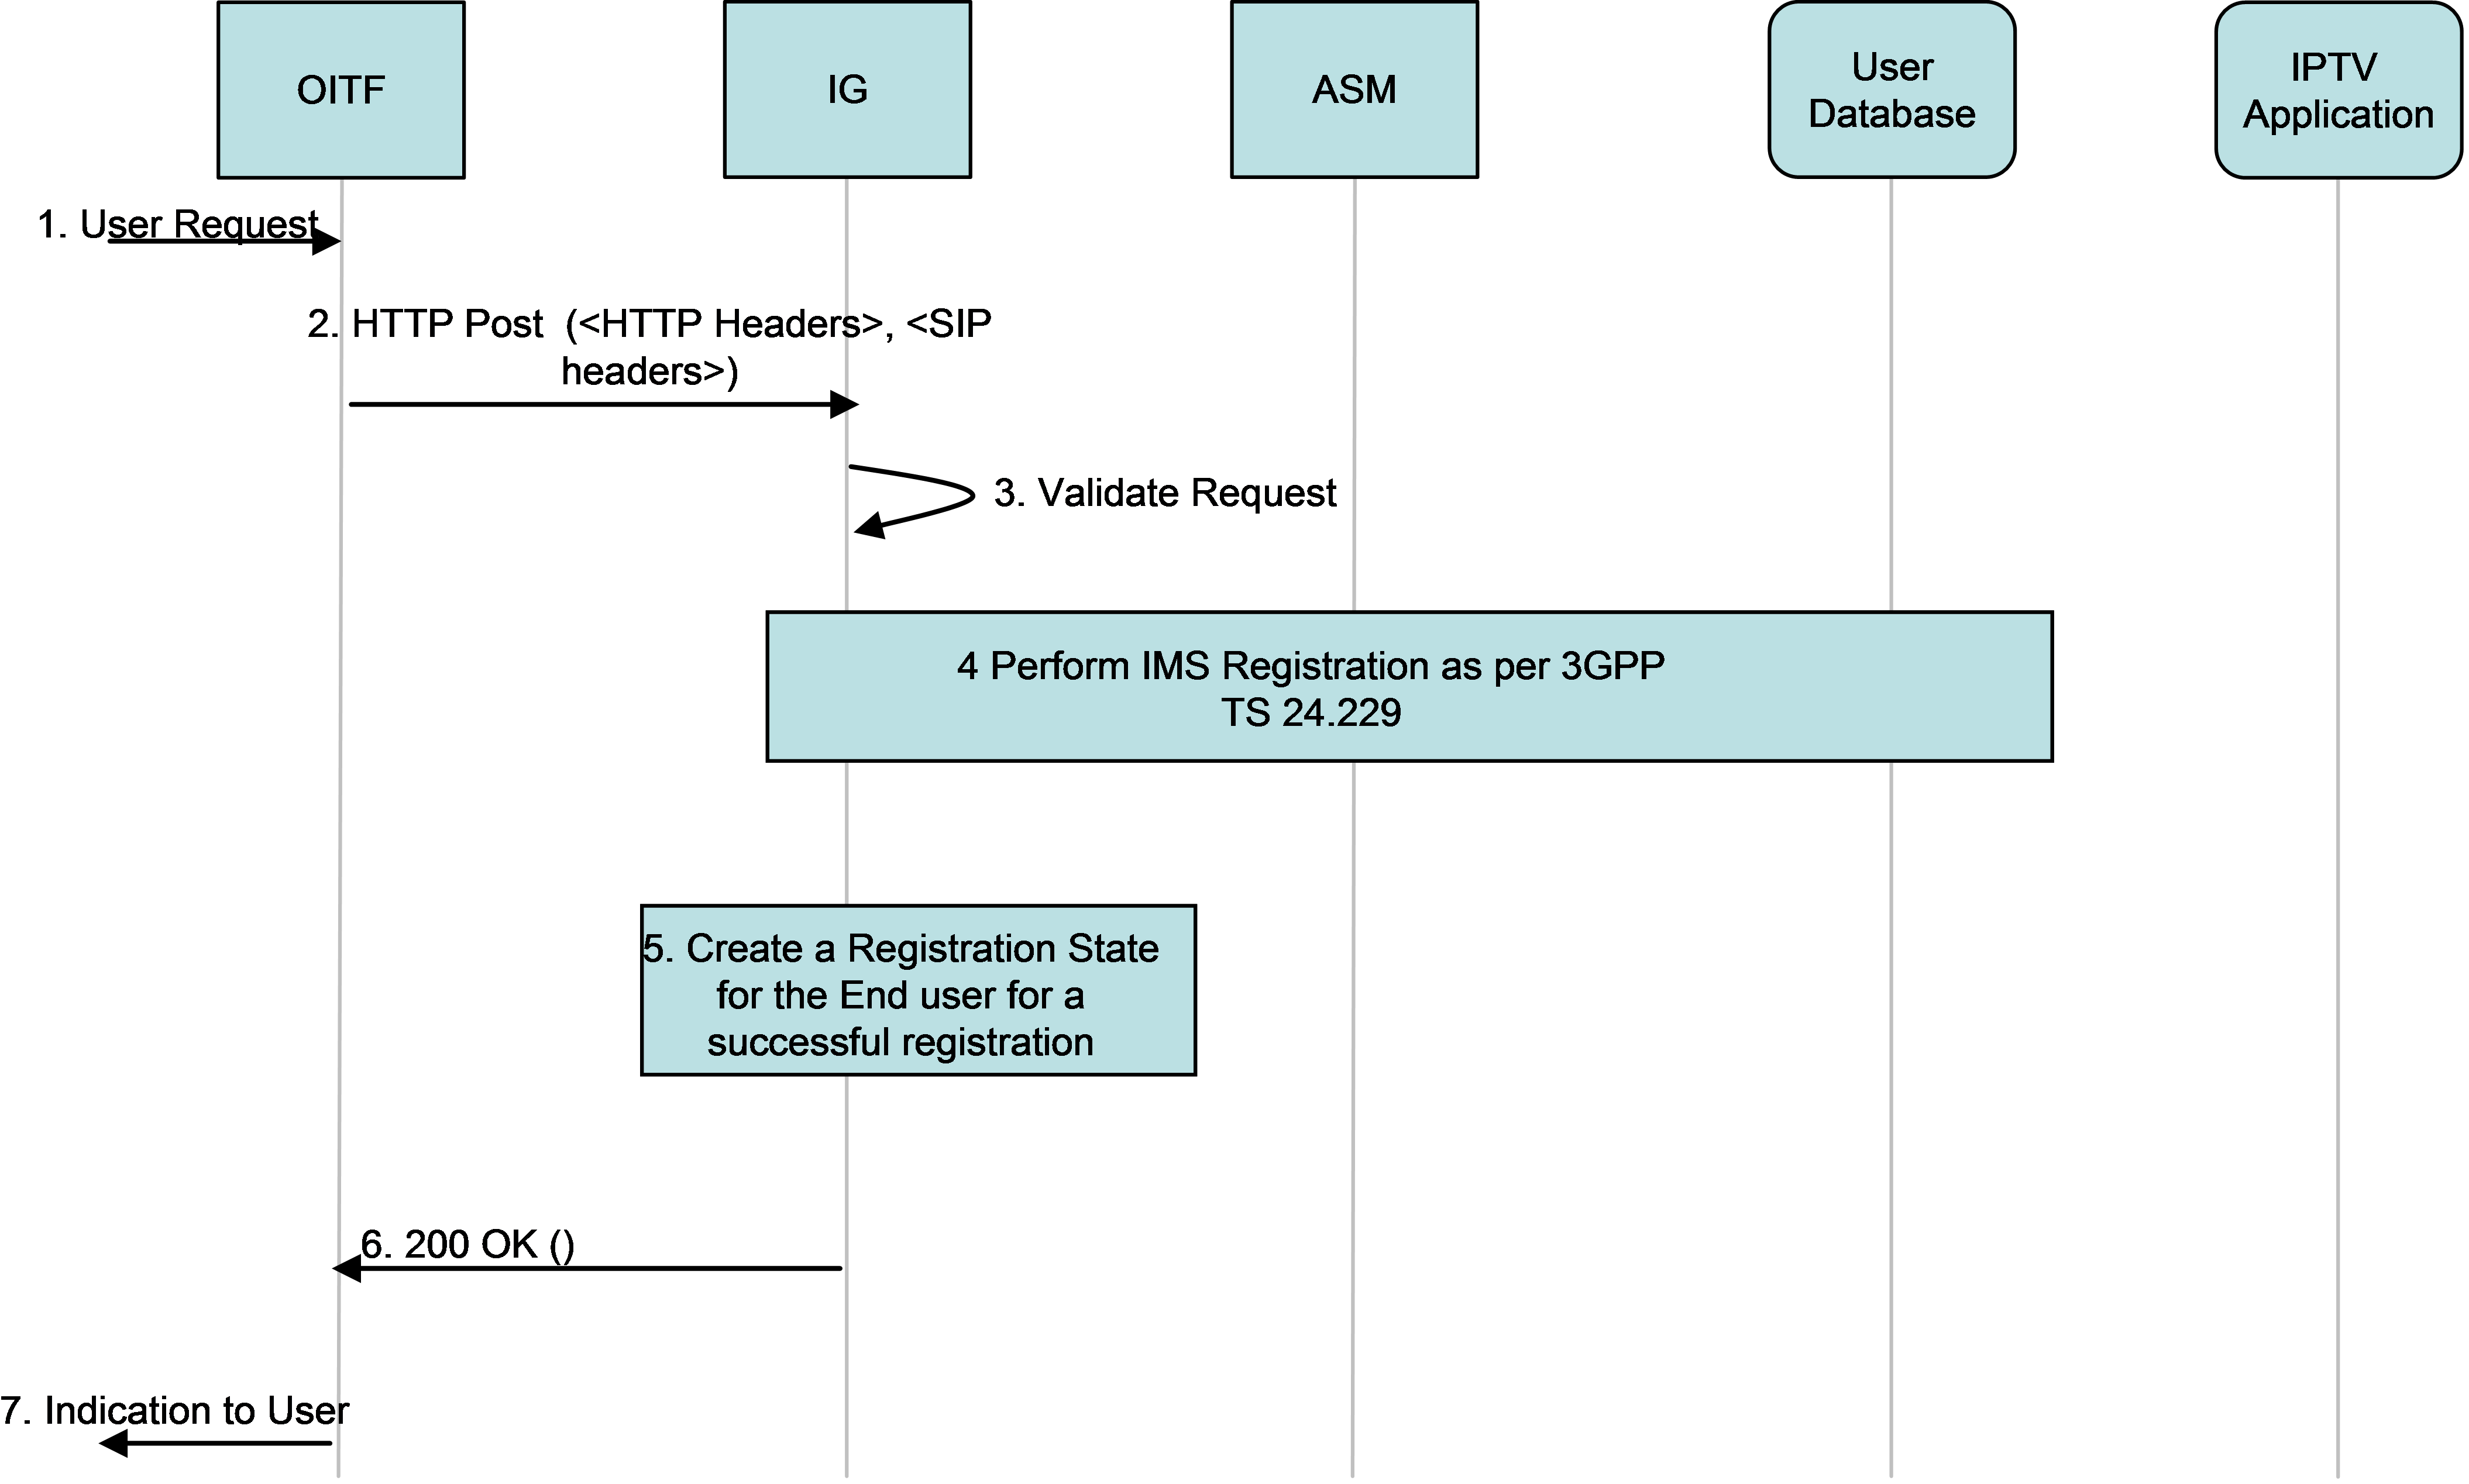 OITF
IG
ASM
User
Database
IPTV
Application
1. User Request
2. HTTP Post  (<HTTP Headers>, <SIP
headers>)
3. Validate Request
4 Perform IMS Registration as per 3GPP
TS 24.229
5. Create a Registration State
for the End user for a
successful registration
6. 200 OK ()
7. Indication to User